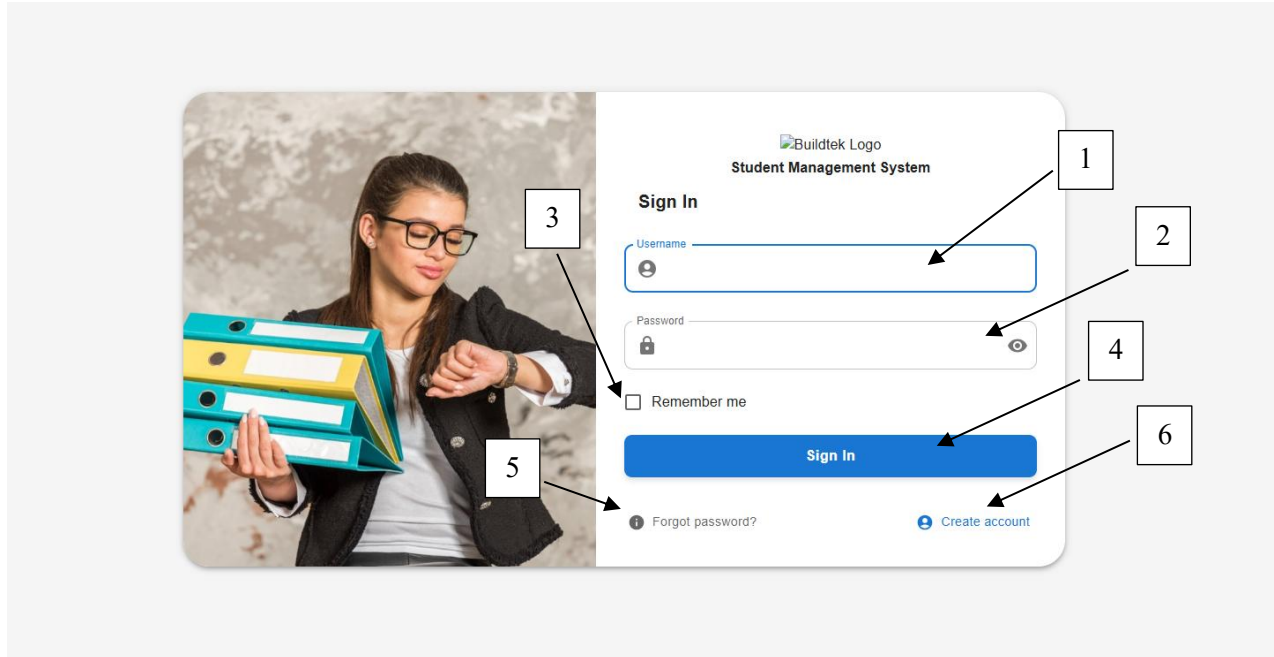 Buildtek Logo
Student Management System
1
Sign In
3
Username
2
Password
4
Remember me
6
Sign In
5
Forgot password?
Create account